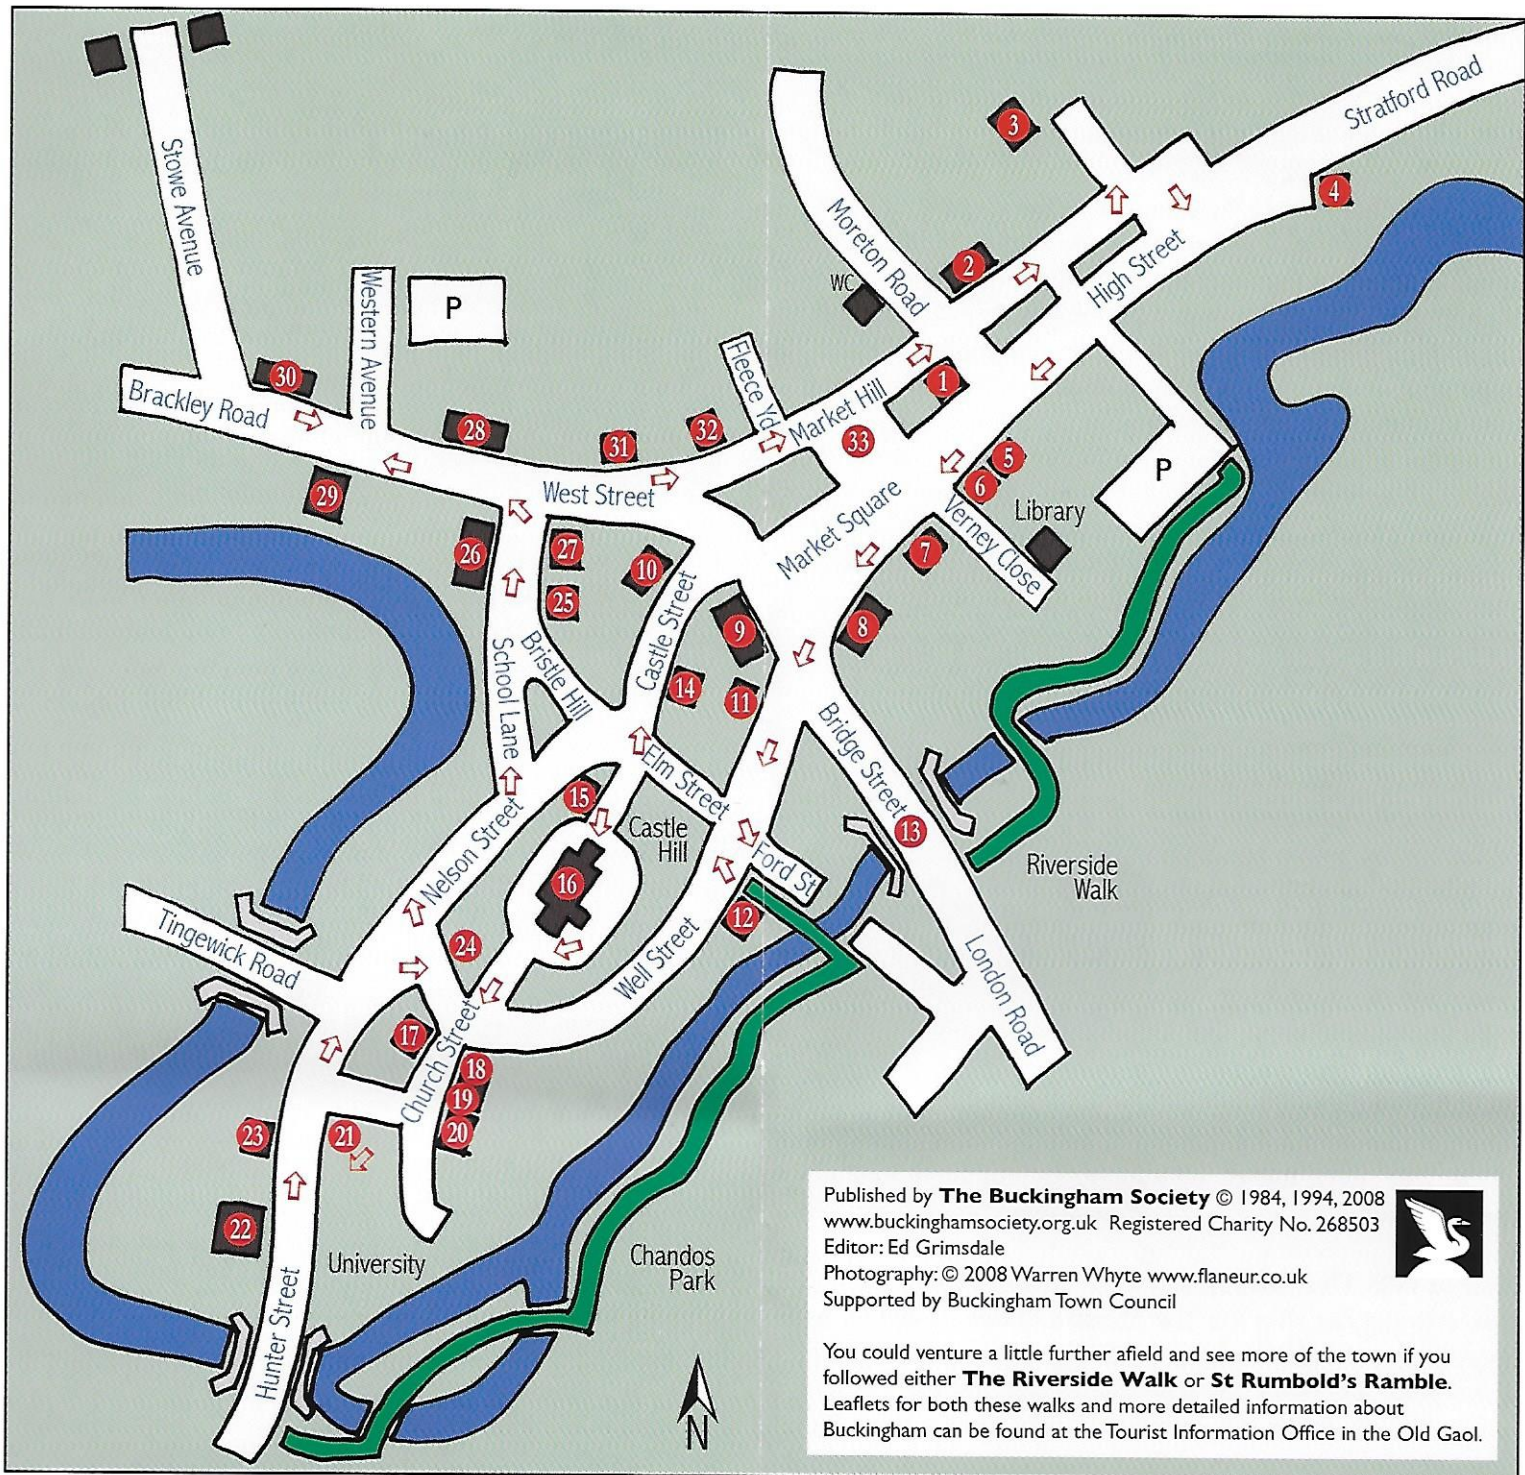 Stratford Road
3
4
Stowe Avenue
Moreton Road
2
High Street
WC
Western Avenue
P
Fleece Yd
Market Hill
1
30
Brackley Road
28
31
32
33
5
6
P
29
West Street
Market Square
Verney Close
Library
26
27
10
7
25
Castle Street
9
8
School Lane
Bristle Hill
14
11
Bridge Street
Elm Street
15
Castle
Hill
13
Nelson Street
Ford St
Riverside
Walk
16
12
Tingewick Road
24
Well Street
London Road
17
Church Street
18
19
20
23
21
22
University
Chandos
Park
Hunter Street
N
Published by The Buckingham Society © 1984, 1994, 2008
www.buckinghamsociety.org.uk Registered Charity No. 268503
Editor: Ed Grimsdale
Photography: © 2008 Warren Whyte www.flaneur.co.uk
Supported by Buckingham Town Council
You could venture a little further afield and see more of the town if you
followed either The Riverside Walk or St Rumbold's Ramble.
Leaflets for both these walks and more detailed information about
Buckingham can be found at the Tourist Information Office in the Old Gaol.